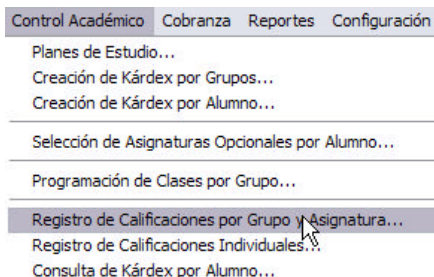 Control Académico Cobranza Reportes Configuración
Planes de Estudio...
Creación de Kárdex por Grupos...
Creación de Kárdex por Alumno...
Selección de Asignaturas Opcionales por Alumno...
Programación de Clases por Grupo...
Registro de Calificaciones por Grupo y Asignatura...
Registro de Calificaciones Individuales...
Consulta de Kárdex por Alumno...